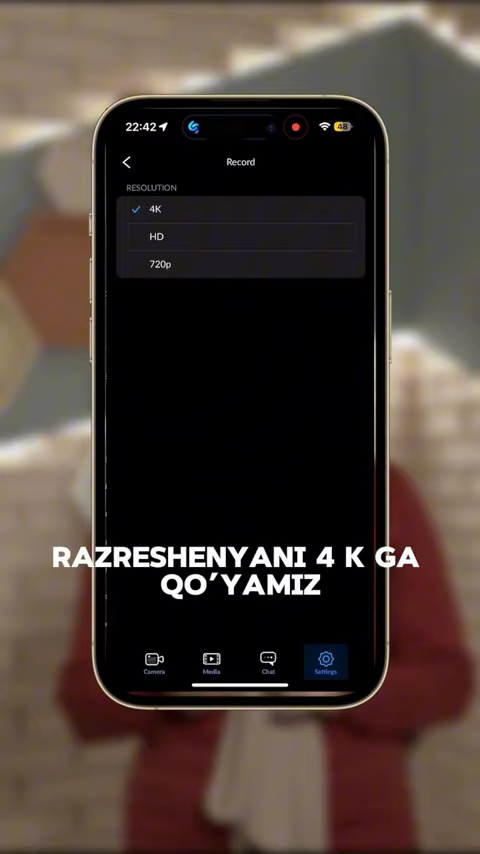 22:42
48
Record
RESOLUTION
4K
HD
720p
RAZRESHENYANI 4 K GA
QO‘YAMIZ
Camera
Media
Chat
Settings